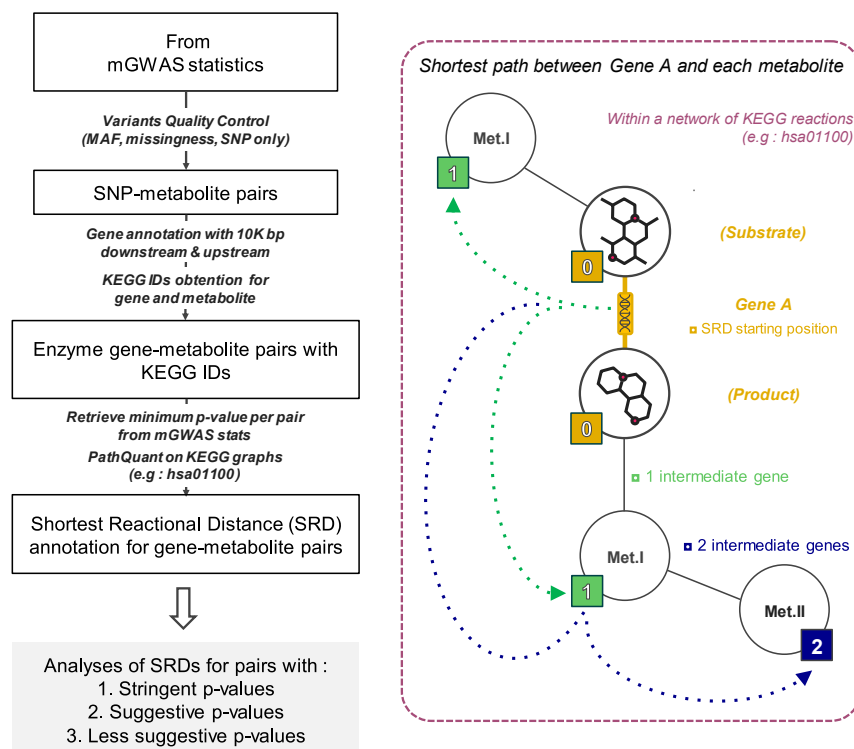 From
mGWAS statistics
Variants Quality Control
(MAF, missingness, SNP only)
SNP-metabolite pairs
Gene annotation with 10K bp
downstream & upstream
KEGG IDs obtention for
gene and metabolite
Enzyme gene-metabolite pairs with
KEGG IDs
Retrieve minimum p-value per pair
from mGWAS stats
PathQuant on KEGG graphs
(e.g : hsa01100)
Shortest Reactional Distance (SRD)
annotation for gene-metabolite pairs
Analyses of SRDs for pairs with :
1. Stringent p-values
2. Suggestive p-values
3. Less suggestive p-values
Shortest path between Gene A and each metabolite
Within a network of KEGG reactions
(e.g : hsa01100)
Met.I
1
(Substrate)
0
Gene A
SRD starting position
(Product)
0
1 intermediate gene
2 intermediate genes
Met.I
1
Met.II
2